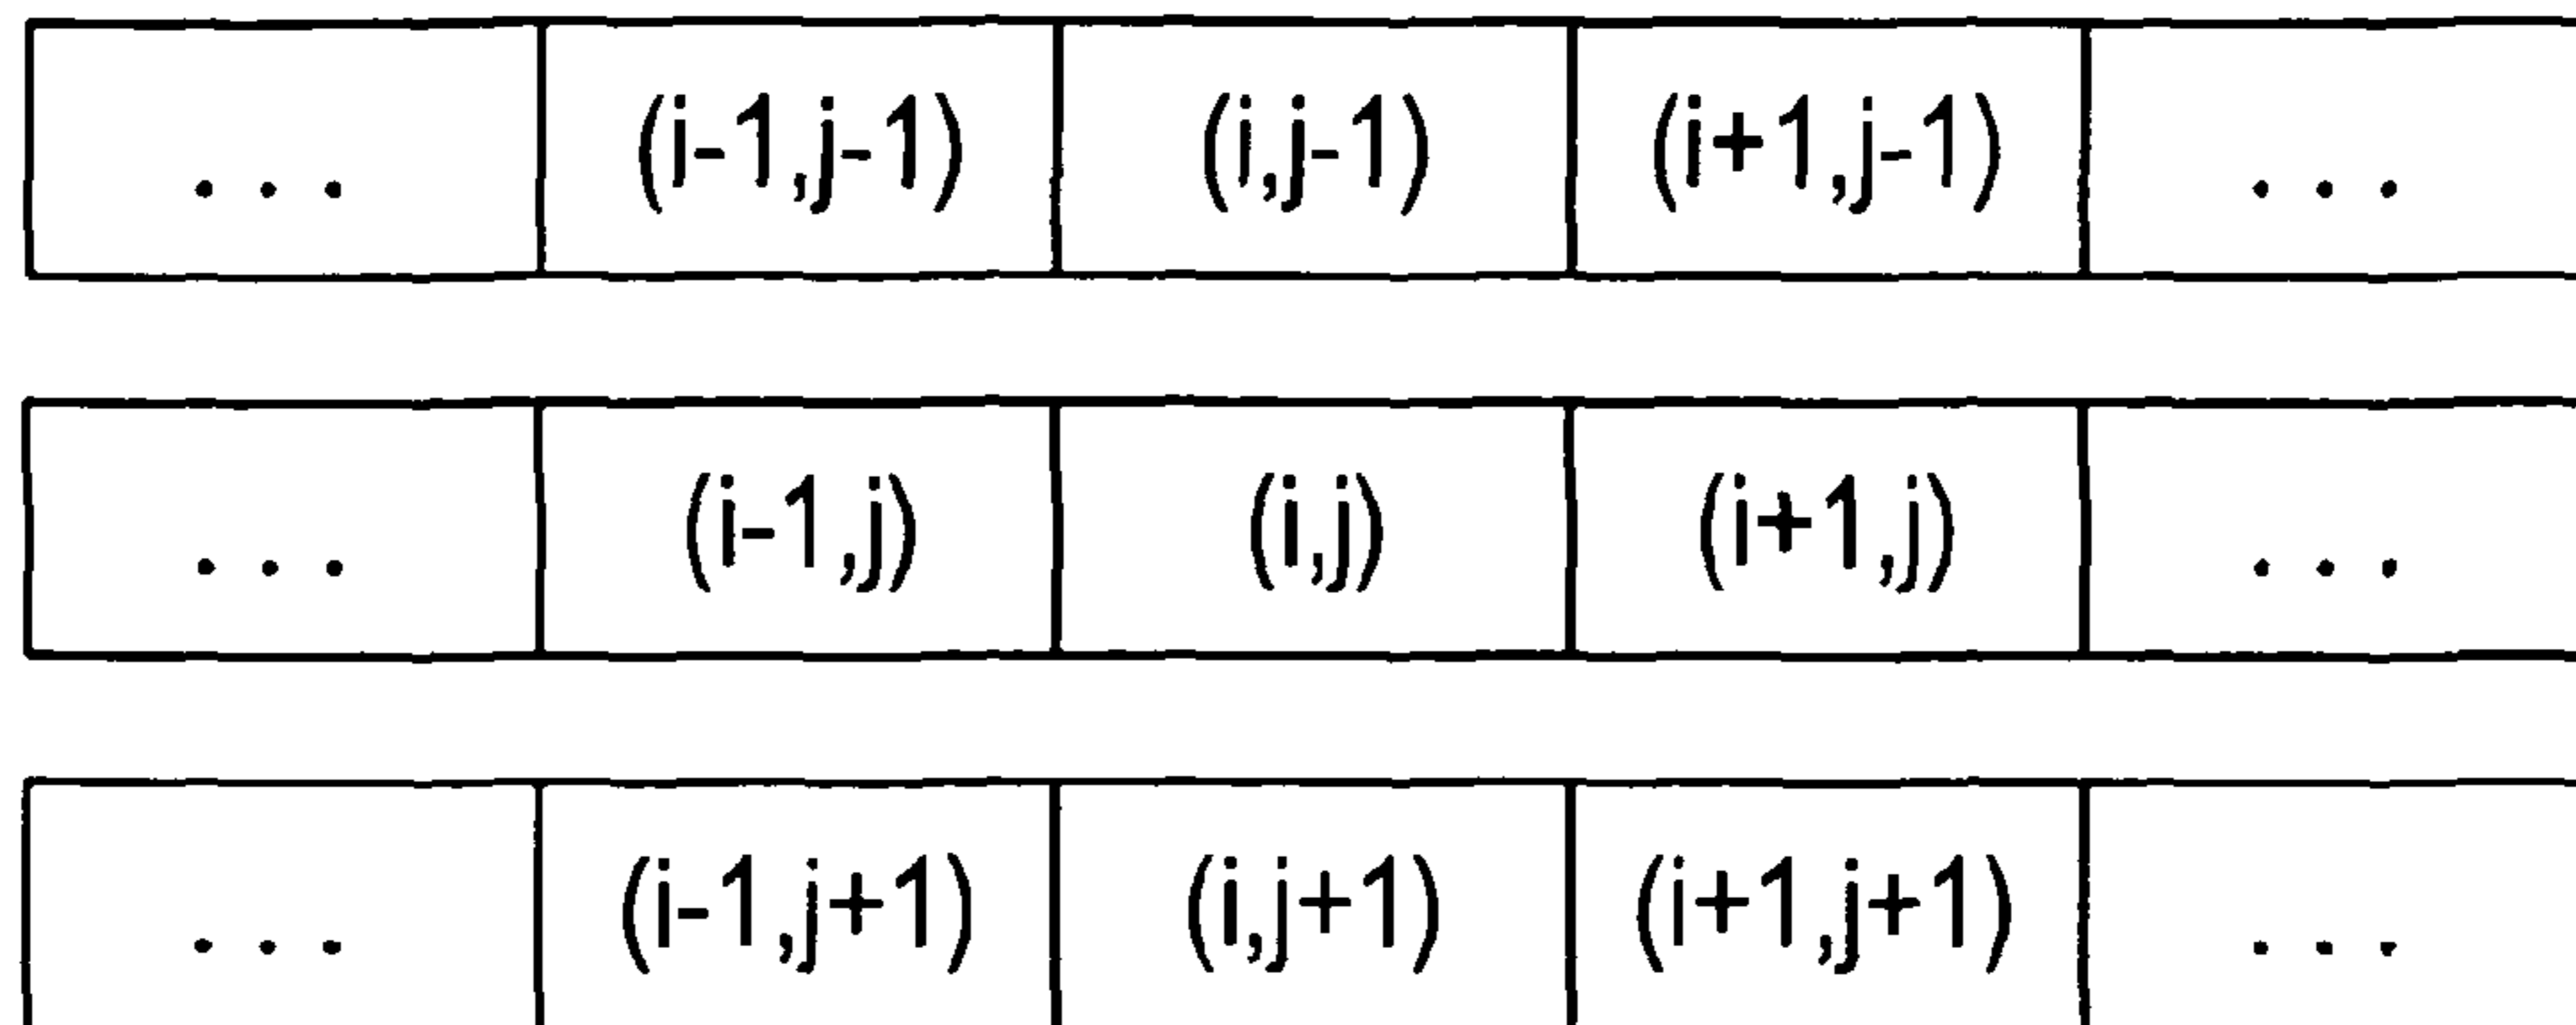 ... (i-1,j-1) (i,j-1) (i+1,j-1) ...
... (i-1,j) (i,j) (i+1,j) ...
... (i-1,j+1) (i,j+1) (i+1,j+1) ...